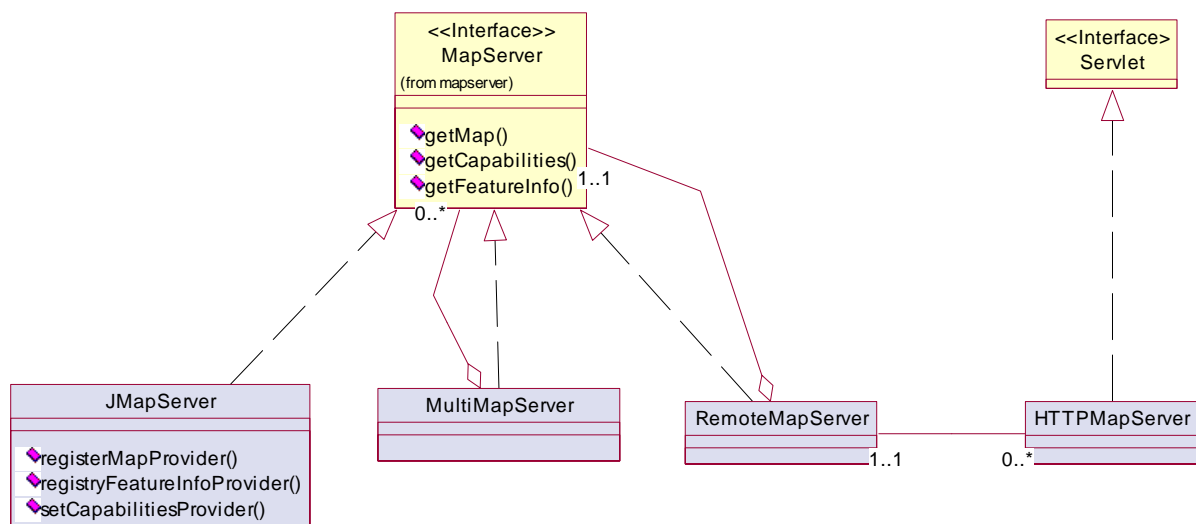 <<Interface>>
MapServer
(from mapserver)
getMap()
getCapabilities()
getFeatureInfo()
1..1
0..*
<<Interface>
Servlet
JMapServer
registerMapProvider()
registryFeatureInfoProvider()
setCapabilitiesProvider()
MultiMapServer
RemoteMapServer
1..1
0..*
HTTPMapServer